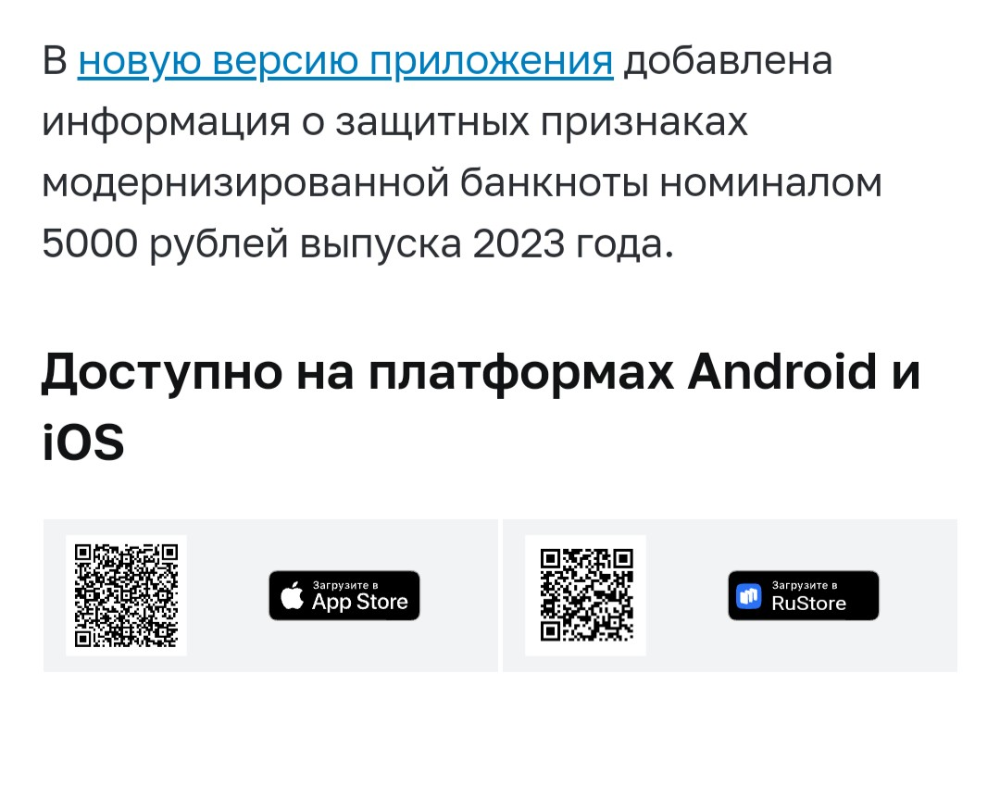 В новую версию приложения добавлена
информация о защитных признаках
модернизированной банкноты номиналом
5000 рублей выпуска 2023 года.
Доступно на платформах Android и
iOS
Загрузите в
App Store
Загрузите в
RuStore